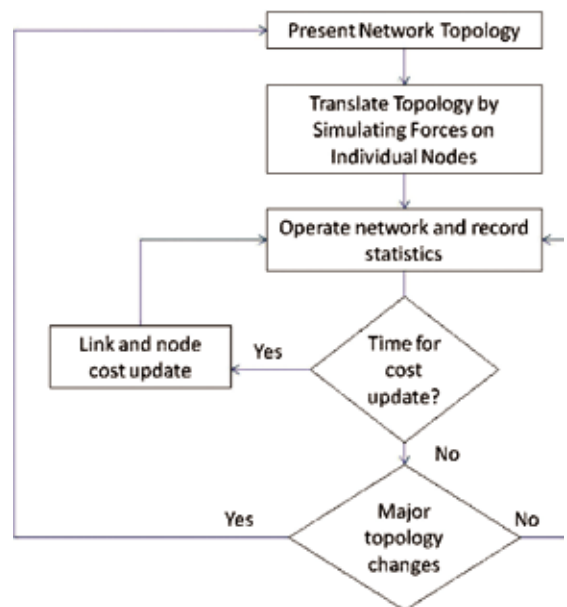 Present Network Topology
Translate Topology by
Simulating Forces on
Individual Nodes
Operate network and record
statistics
Link and node
cost update
Yes
Time for
cost
update?
No
Yes
Major
topology
changes
No